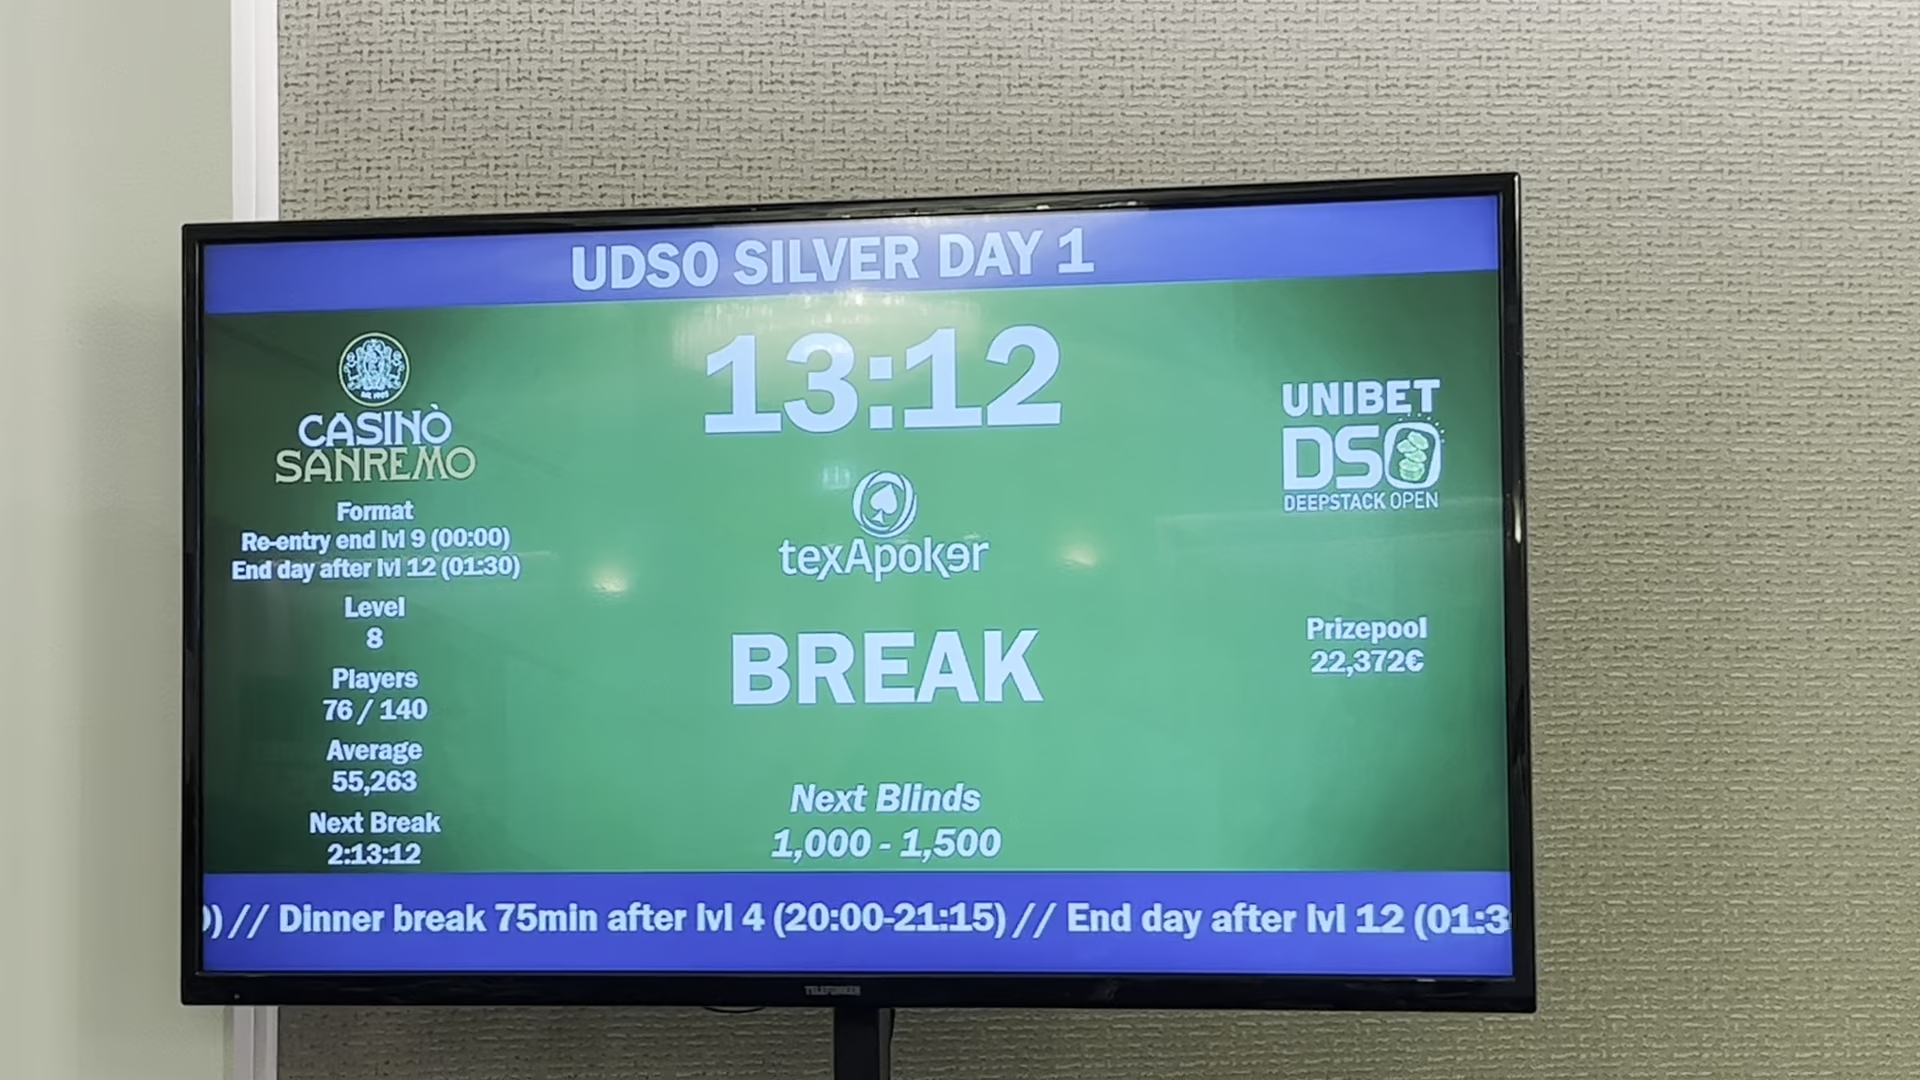 UDSO SILVER DAY 1
13:12
CASINÒ
SANREMO
Format
Re-entry end lvl 9 (00:00)
End day after lvl 12 (01:30)
Level
8
Players
76 / 140
Average
55,263
Next Break
2:13:12
texApoker
BREAK
Next Blinds
1,000 - 1,500
UNIBET
DSO
DEEPSTACK OPEN
Prizepool
22,372€
) // Dinner break 75min after lvl 4 (20:00-21:15) // End day after lvl 12 (01:3
TELEFUNKEN